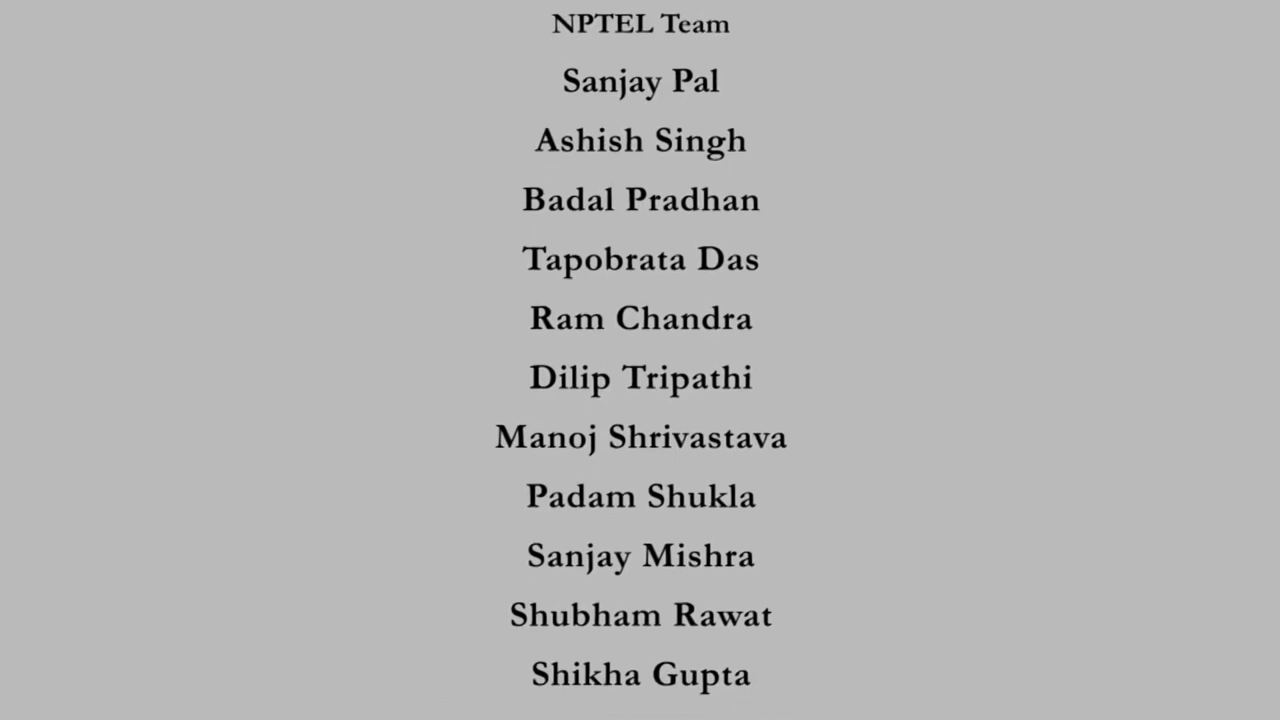 NPTEL Team
Sanjay Pal
Ashish Singh
Badal Pradhan
Tapobrata Das
Ram Chandra
Dilip Tripathi
Manoj Shrivastava
Padam Shukla
Sanjay Mishra
Shubham Rawat
Shikha Gupta